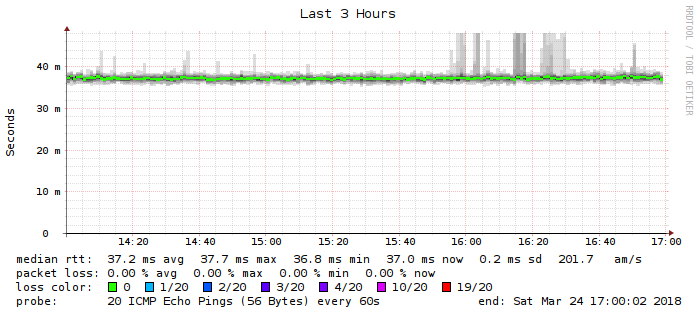 Last 3 Hours
RRDTOOL / TOBI OETIKER
Seconds
40 m
30 m
20 m
10 m
0
14:20 14:40 15:00 15:20 15:40 16:00 16:20 16:40 17:00
median rtt: 37.2 ms avg 37.7 ms max 36.8 ms min 37.0 ms now 0.2 ms sd 201.7 am/s
packet loss: 0.00 % avg 0.00 % max 0.00 % min 0.00 % now
loss color: 0 1/20 2/20 3/20 4/20 10/20 19/20
probe: 20 ICMP Echo Pings (56 Bytes) every 60s end: Sat Mar 24 17:00:02 2018